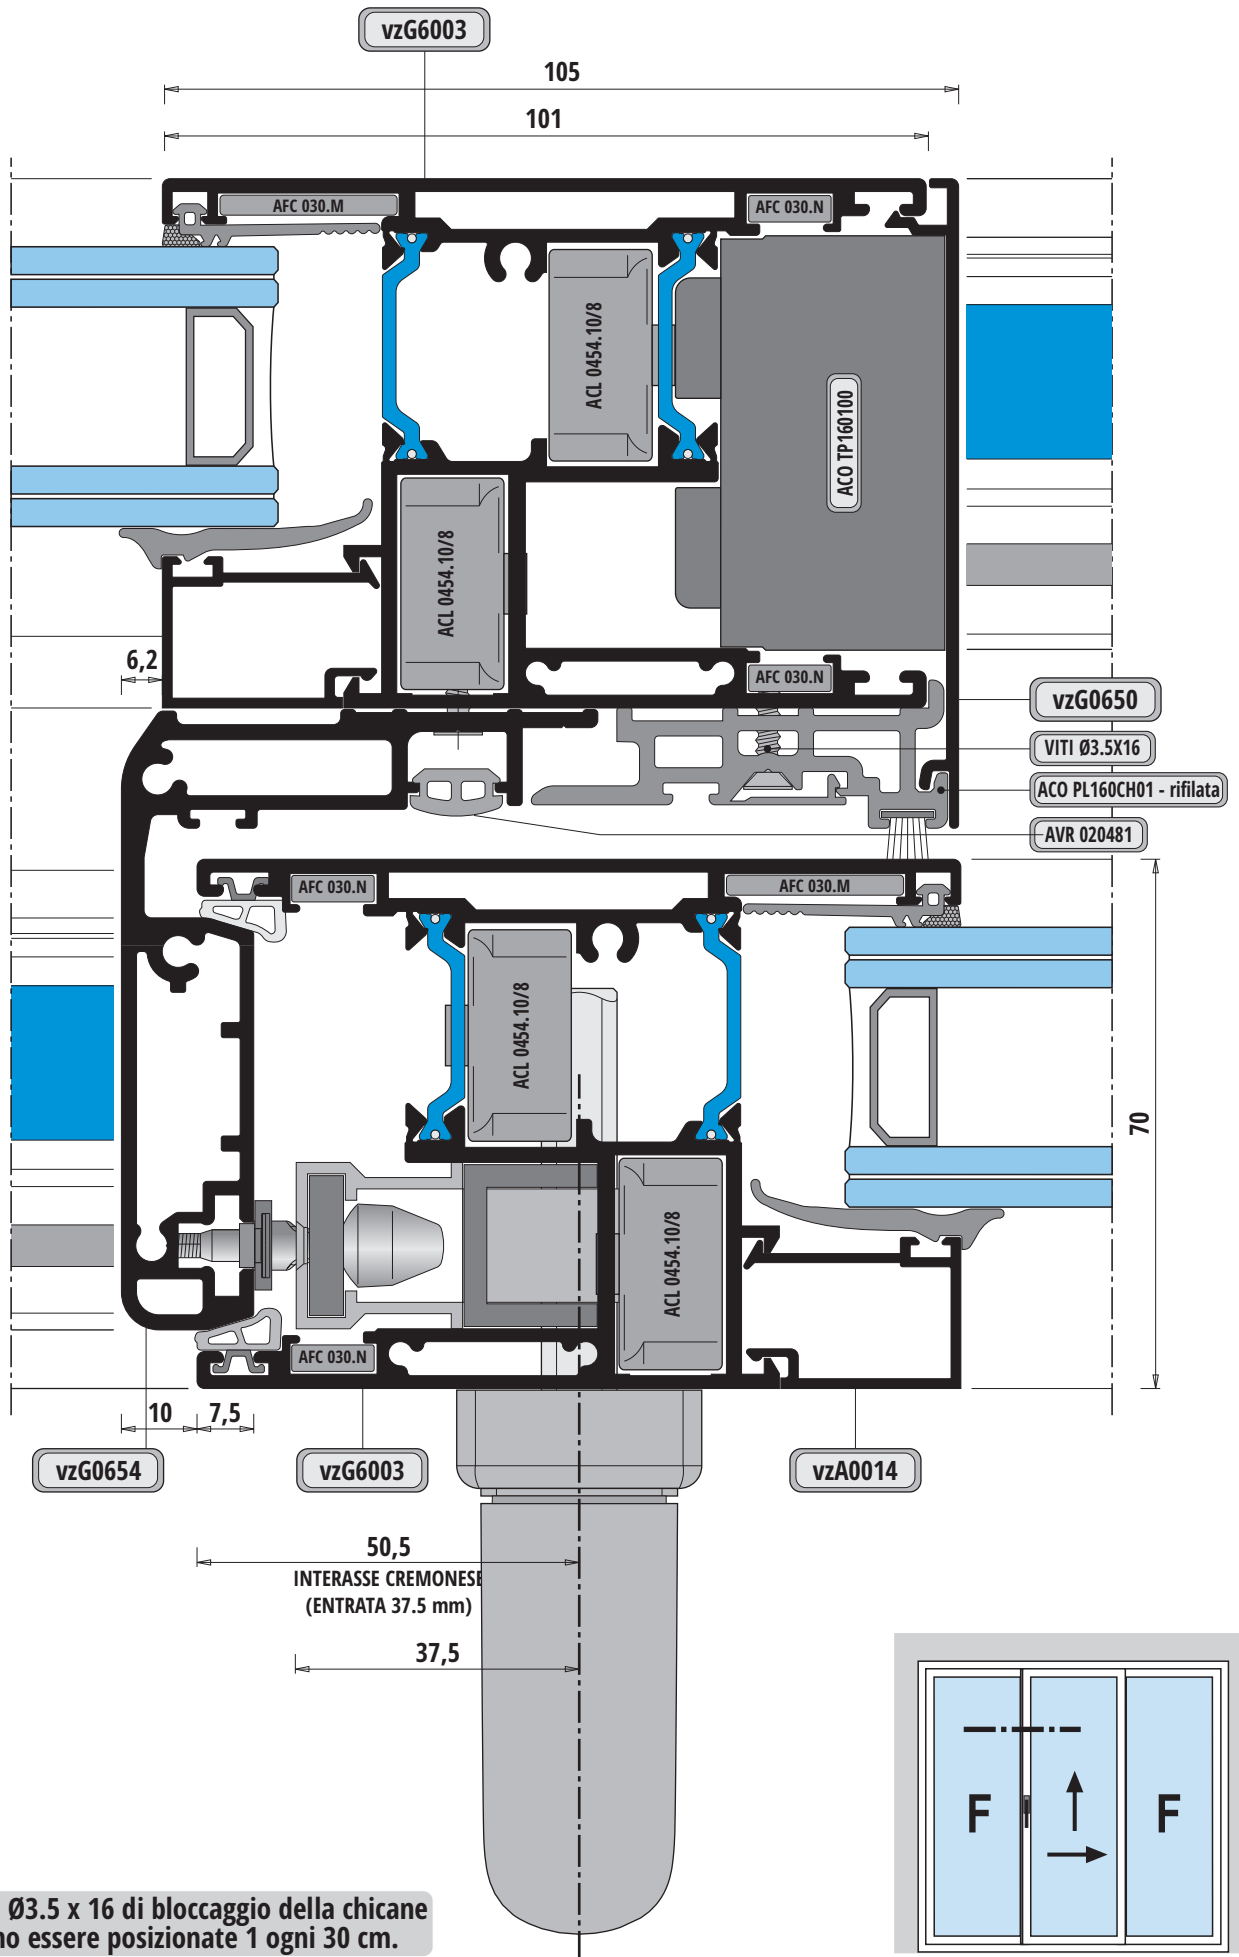 vzG6003
105
101
AFC 030.M
AFC 030.N
ACL 0454.10/8
ACO TP160100
ACL 0454.10/8
6,2
AFC 030.N
vzG0650
VITI Ø3.5X16
ACO PL160CH01 - rifilata
AVR 020481
AFC 030.N
AFC 030.M
ACL 0454.10/8
70
ACL 0454.10/8
AFC 030.N
10
7,5
vzG0654
vzG6003
vzA0014
50,5
INTERASSE CREMONESE
(ENTRATA 37.5 mm)
37,5
F
F
Ø3.5 x 16 di bloccaggio della chicane
essere posizionate 1 ogni 30 cm.